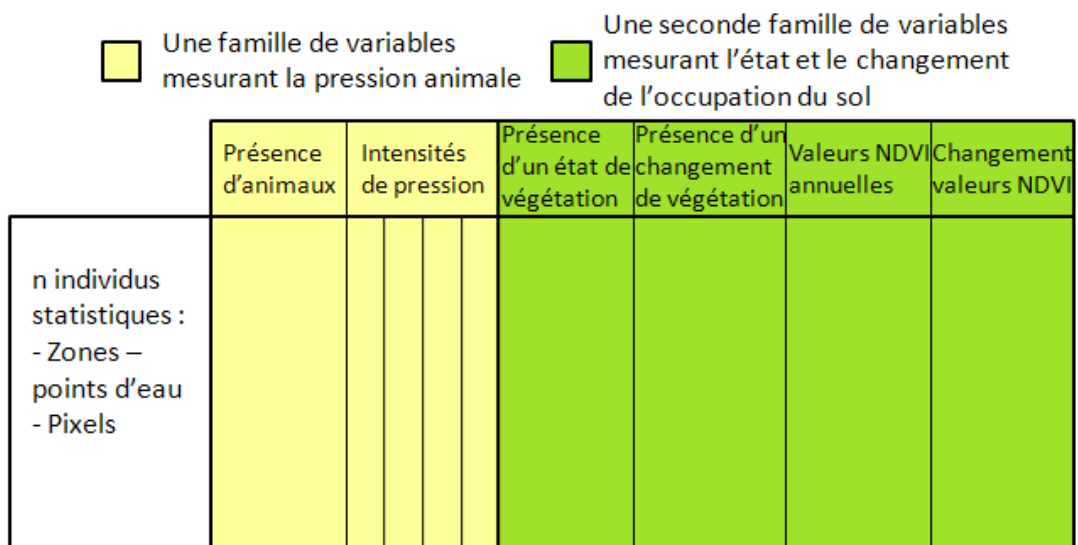 Une famille de variables
mesurant la pression animale
Une seconde famille de variables
mesurant l’état et le changement
de l’occupation du sol
Présence
d’animaux
Intensités
de pression
Présence
d’un état de
végétation
Présence d’un
changement
de végétation
Valeurs NDVI
annuelles
Changement
valeurs NDVI
n individus
statistiques :
- Zones –
points d’eau
- Pixels